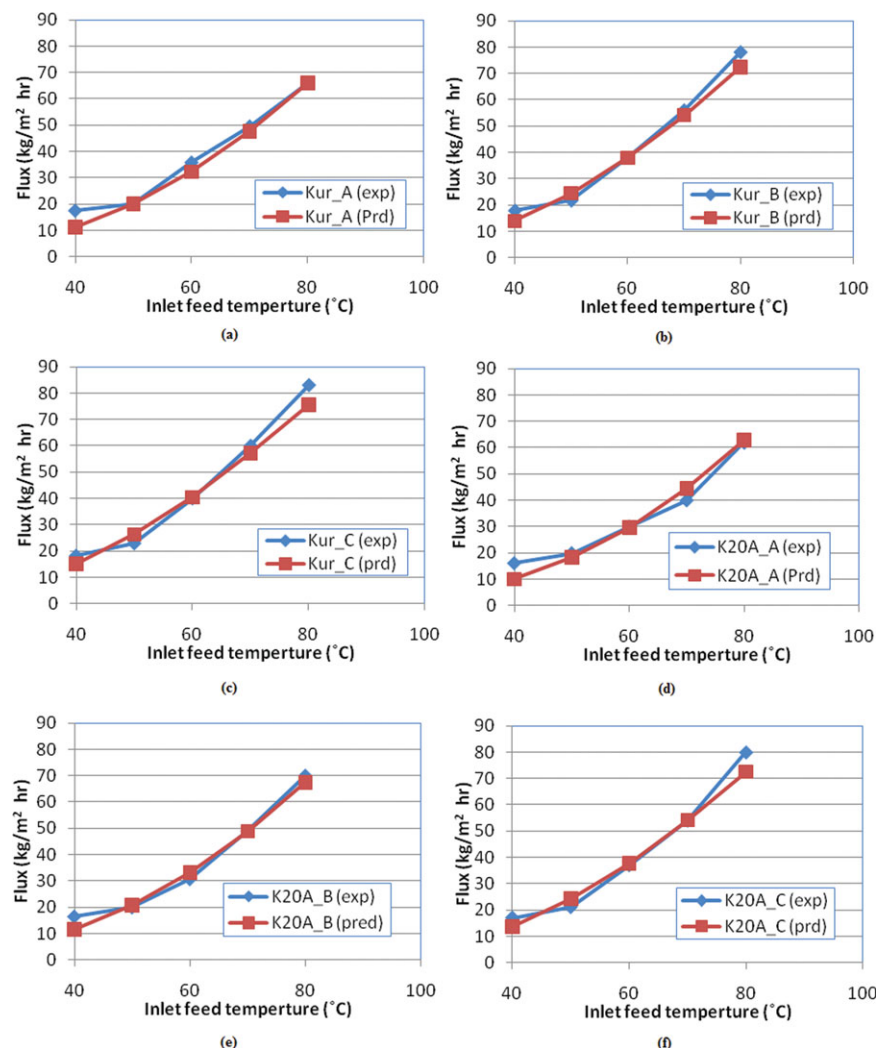 Flux (kg/m² hr)
90
80
70
60
50
40
30
20
10
0
Kur_A (exp)
Kur_A (Prd)
40
60
80
100
Inlet feed temperture (˚C)
(a)
Flux (kg/m² hr)
90
80
70
60
50
40
30
20
10
0
Kur_B (exp)
Kur_B (prd)
40
60
80
100
Inlet feed temperture (˚C)
(b)
Flux (kg/m² hr)
90
80
70
60
50
40
30
20
10
0
Kur_C (exp)
Kur_C (prd)
40
60
80
100
Inlet feed temperture (˚C)
(c)
Flux (kg/m² hr)
90
80
70
60
50
40
30
20
10
0
K20A_A (exp)
K20A_A (Prd)
40
60
80
100
Inlet feed temperture (˚C)
(d)
Flux (kg/m² hr)
90
80
70
60
50
40
30
20
10
0
K20A_B (exp)
K20A_B (pred)
40
60
80
100
Inlet feed temperture (˚C)
(e)
Flux (kg/m² hr)
90
80
70
60
50
40
30
20
10
0
K20A_C (exp)
K20A_C (prd)
40
60
80
100
Inlet feed temperture (˚C)
(f)